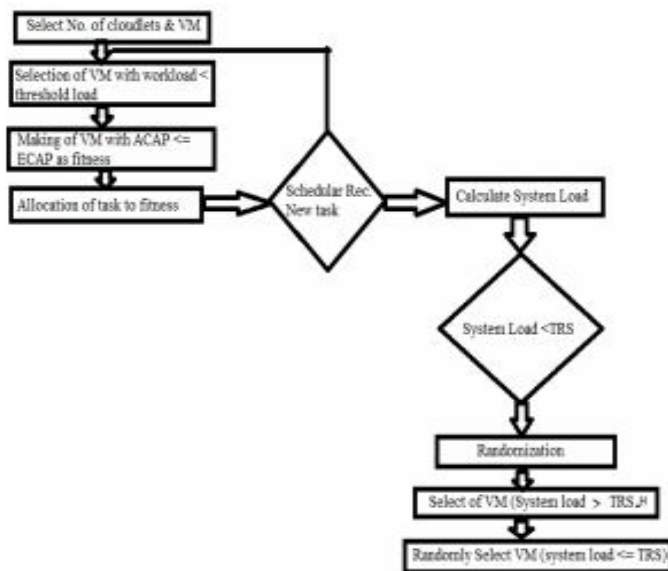 Select No. of cloudlets & VM
Selection of VM with workload <
threshold load
Making of VM with ACAP <=
ECAP as fitness
Allocation of task to fitness
Schedular Rec.
New task
Calculate System Load
System Load <TRS
Randomization
Select of VM (System load > TRS
Randomly Select VM (system load <= TRS)